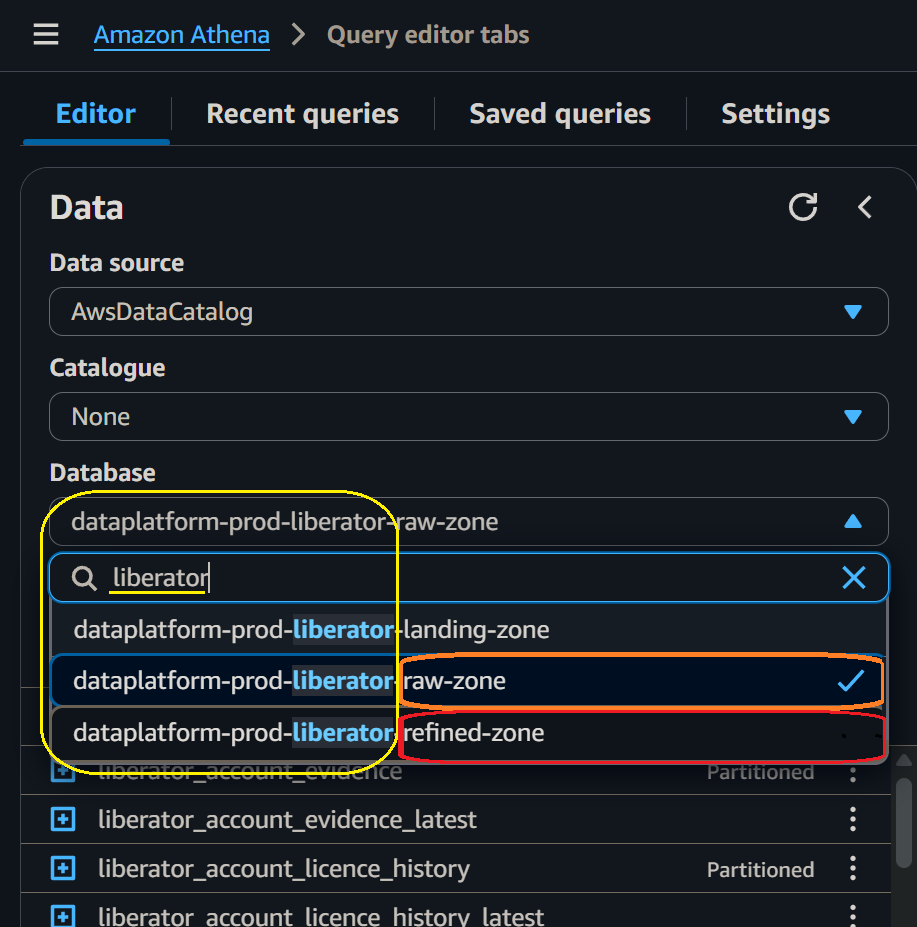 Amazon Athena > Query editor tabs
Editor Recent queries Saved queries Settings
Data
Data source
AwsDataCatalog
Catalogue
None
Database
dataplatform-prod-liberator-raw-zone
liberator
dataplatform-prod-liberator-landing-zone
dataplatform-prod-liberator-raw-zone
dataplatform-prod-liberator-refined-zone
liberator_account_evidence Partitioned
liberator_account_evidence_latest
liberator_account_licence_history Partitioned
liberator_account_licence_history_latest